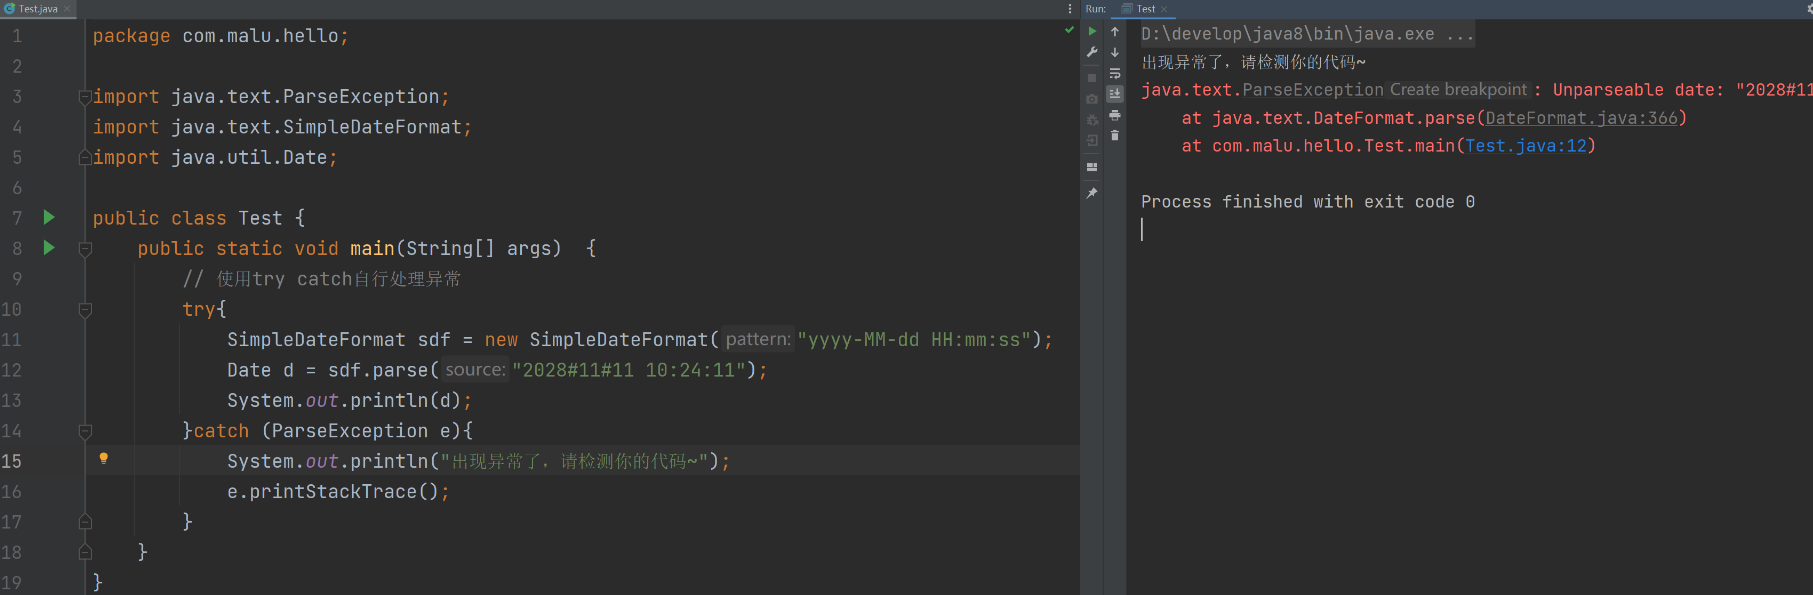 Test.java
1 package com.malu.hello;
2
3 import java.text.ParseException;
4 import java.text.SimpleDateFormat;
5 import java.util.Date;
6
7 public class Test {
8 public static void main(String[] args)  {
9 // 使用try catch自行处理异常
10 try{
11 SimpleDateFormat sdf = new SimpleDateFormat( pattern: "yyyy-MM-dd HH:mm:ss");
12 Date d = sdf.parse( source: "2028#11#11 10:24:11");
13 System.out.println(d);
14 }catch (ParseException e){
15 System.out.println("出现异常了，请检测你的代码~");
16 e.printStackTrace();
17 }
18 }
19 }
Run: Test
D:\develop\java8\bin\java.exe ...
出现异常了，请检测你的代码~
java.text.ParseException Create breakpoint : Unparseable date: "2028#11
at java.text.DateFormat.parse(DateFormat.java:366)
at com.malu.hello.Test.main(Test.java:12)
Process finished with exit code 0